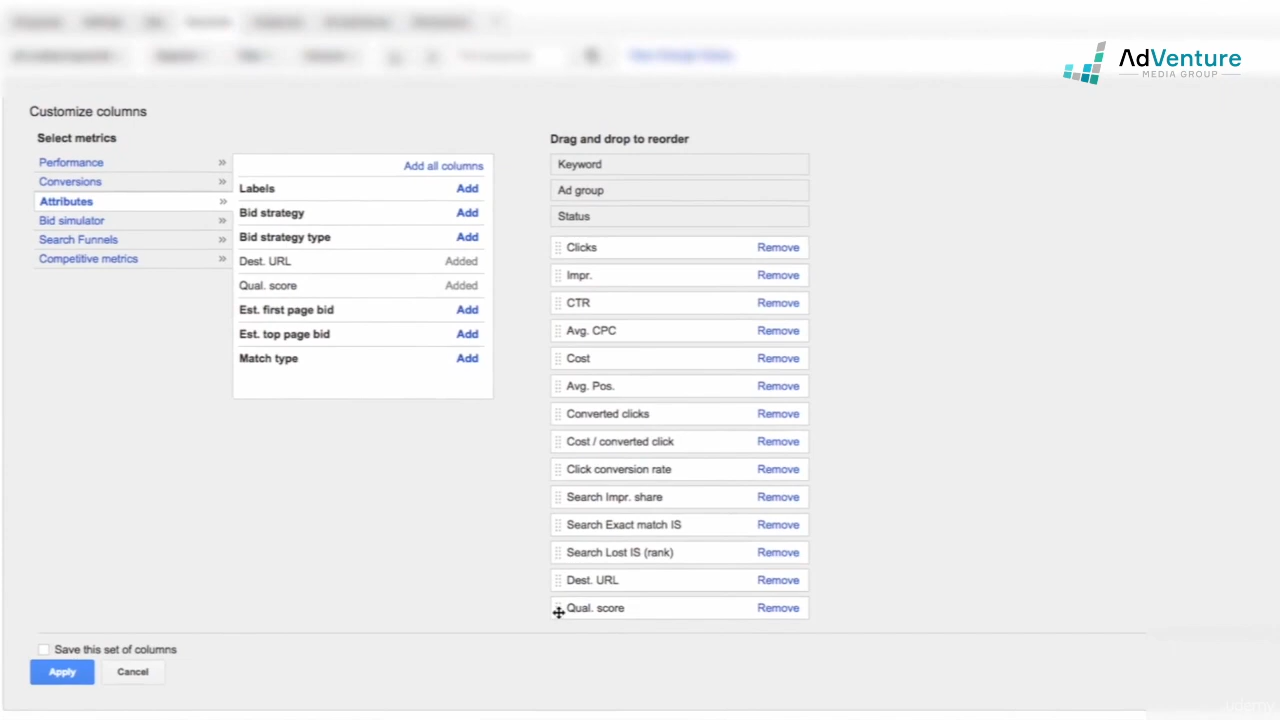 AdVenture
MEDIA GROUP
Customize columns
Select metrics
Performance »
Conversions »
Attributes »
Bid simulator »
Search Funnels »
Competitive metrics »
Add all columns
Labels Add
Bid strategy Add
Bid strategy type Add
Dest. URL Added
Qual. score Added
Est. first page bid Add
Est. top page bid Add
Match type Add
Drag and drop to reorder
Keyword
Ad group
Status
Clicks Remove
Impr. Remove
CTR Remove
Avg. CPC Remove
Cost Remove
Avg. Pos. Remove
Converted clicks Remove
Cost / converted click Remove
Click conversion rate Remove
Search Impr. share Remove
Search Exact match IS Remove
Search Lost IS (rank) Remove
Dest. URL Remove
Qual. score Remove
Save this set of columns
Apply Cancel
udemy